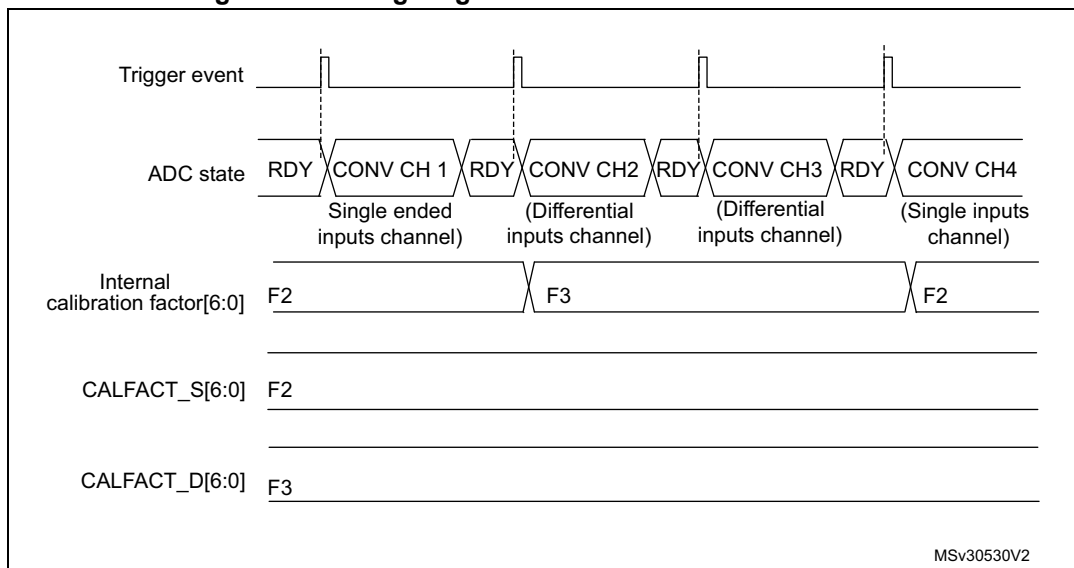 Trigger event
ADC state
RDY CONV CH 1 RDY CONV CH2 RDY CONV CH3 RDY CONV CH4
Single ended (Differential (Differential (Single inputs
inputs channel) inputs channel) inputs channel) channel)
Internal
calibration factor[6:0] F2 F3 F2
CALFACT_S[6:0] F2
CALFACT_D[6:0] F3
MSv30530V2